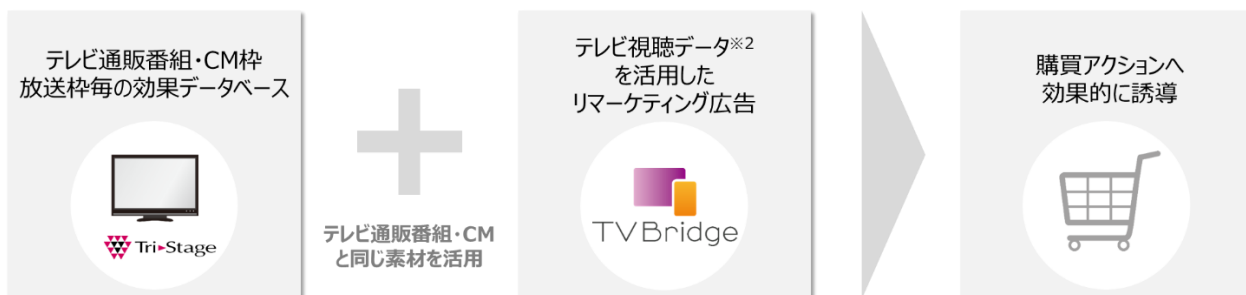 テレビ通販番組・CM枠
放送枠毎の効果データベース
Tri-Stage
テレビ通販番組・CM
と同じ素材を活用
テレビ視聴データ※2
を活用した
リマーケティング広告
TVBridge
購買アクションへ
効果的に誘導